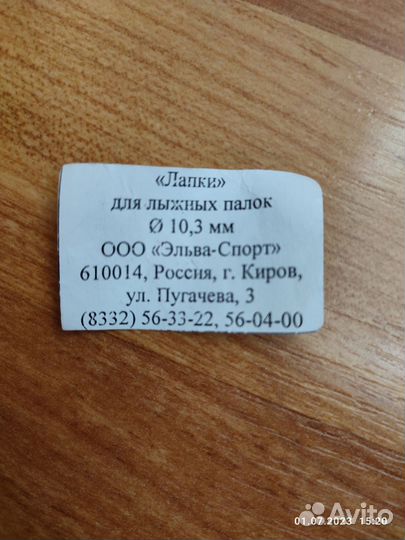 «Лапки»
для лыжных палок
Ø 10,3 мм
ООО «Эльва-Спорт»
610014, Россия, г. Киров,
ул. Пугачева, 3
(8332) 56-33-22, 56-04-00
01.07.2023 15:20
Avito